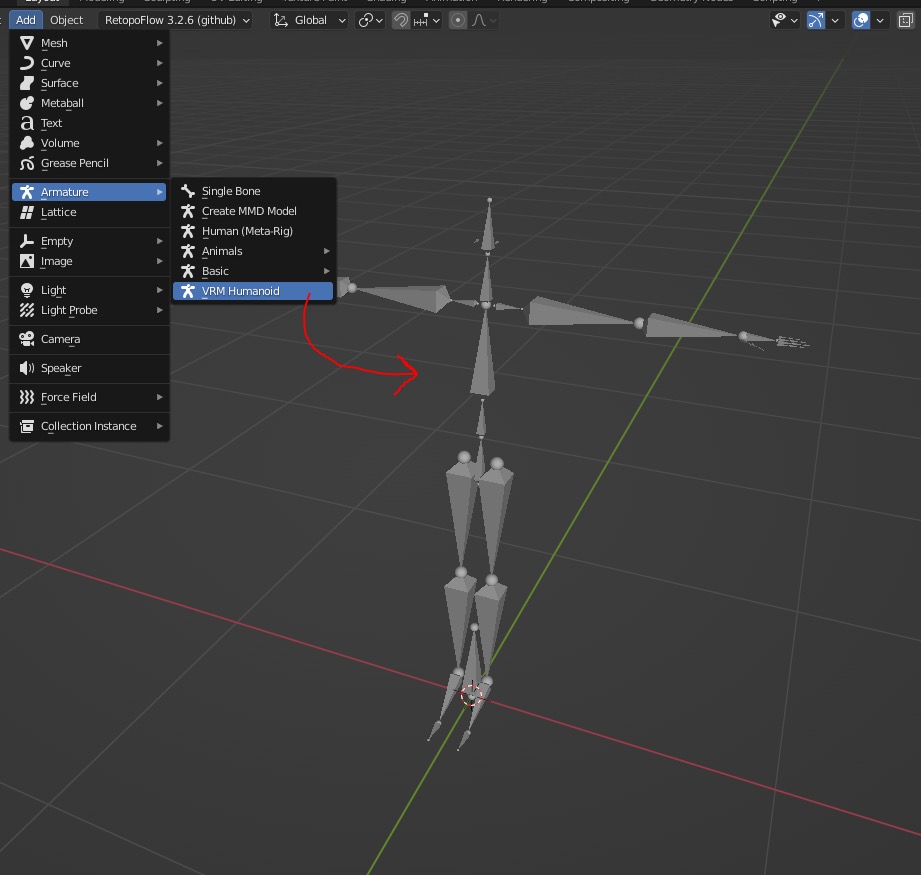 Add Object RetopoFlow 3.2.6 (github) Global
Mesh
Curve
Surface
Metaball
Text
Volume
Grease Pencil
Armature
Lattice
Empty
Image
Light
Light Probe
Camera
Speaker
Force Field
Collection Instance
Single Bone
Create MMD Model
Human (Meta-Rig)
Animals
Basic
VRM Humanoid